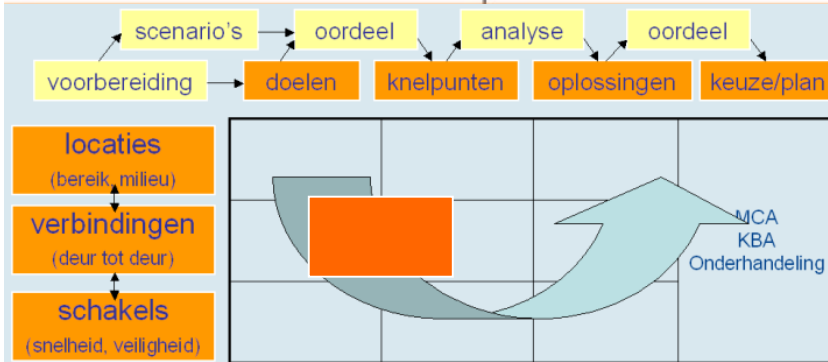 scenario's
oordeel
analyse
oordeel
voorbereiding
doelen
knelpunten
oplossingen
keuze/plan
locaties
(bereik, milieu)
verbindingen
(deur tot deur)
schakels
(snelheid, veiligheid)
MCA
KBA
Onderhandeling